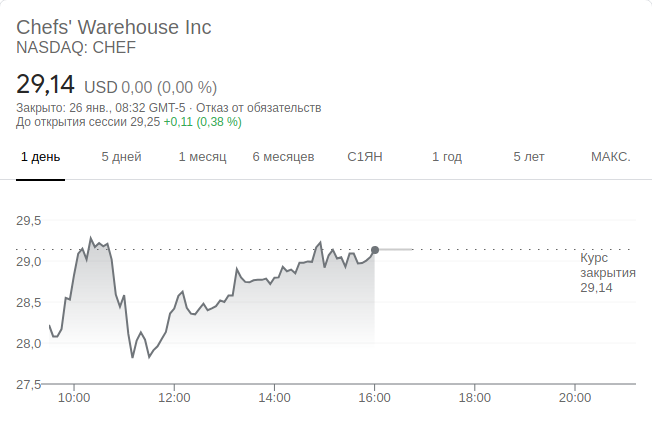 Chefs' Warehouse Inc
NASDAQ: CHEF
29,14 USD 0,00 (0,00 %)
Закрыто: 26 янв., 08:32 GMT-5 · Отказ от обязательств
До открытия сессии 29,25 +0,11 (0,38 %)
1 день 5 дней 1 месяц 6 месяцев С1ЯН 1 год 5 лет МАКС.
29,5
29,0
Курс
закрытия
29,14
28,5
28,0
27,5
10:00 12:00 14:00 16:00 18:00 20:00